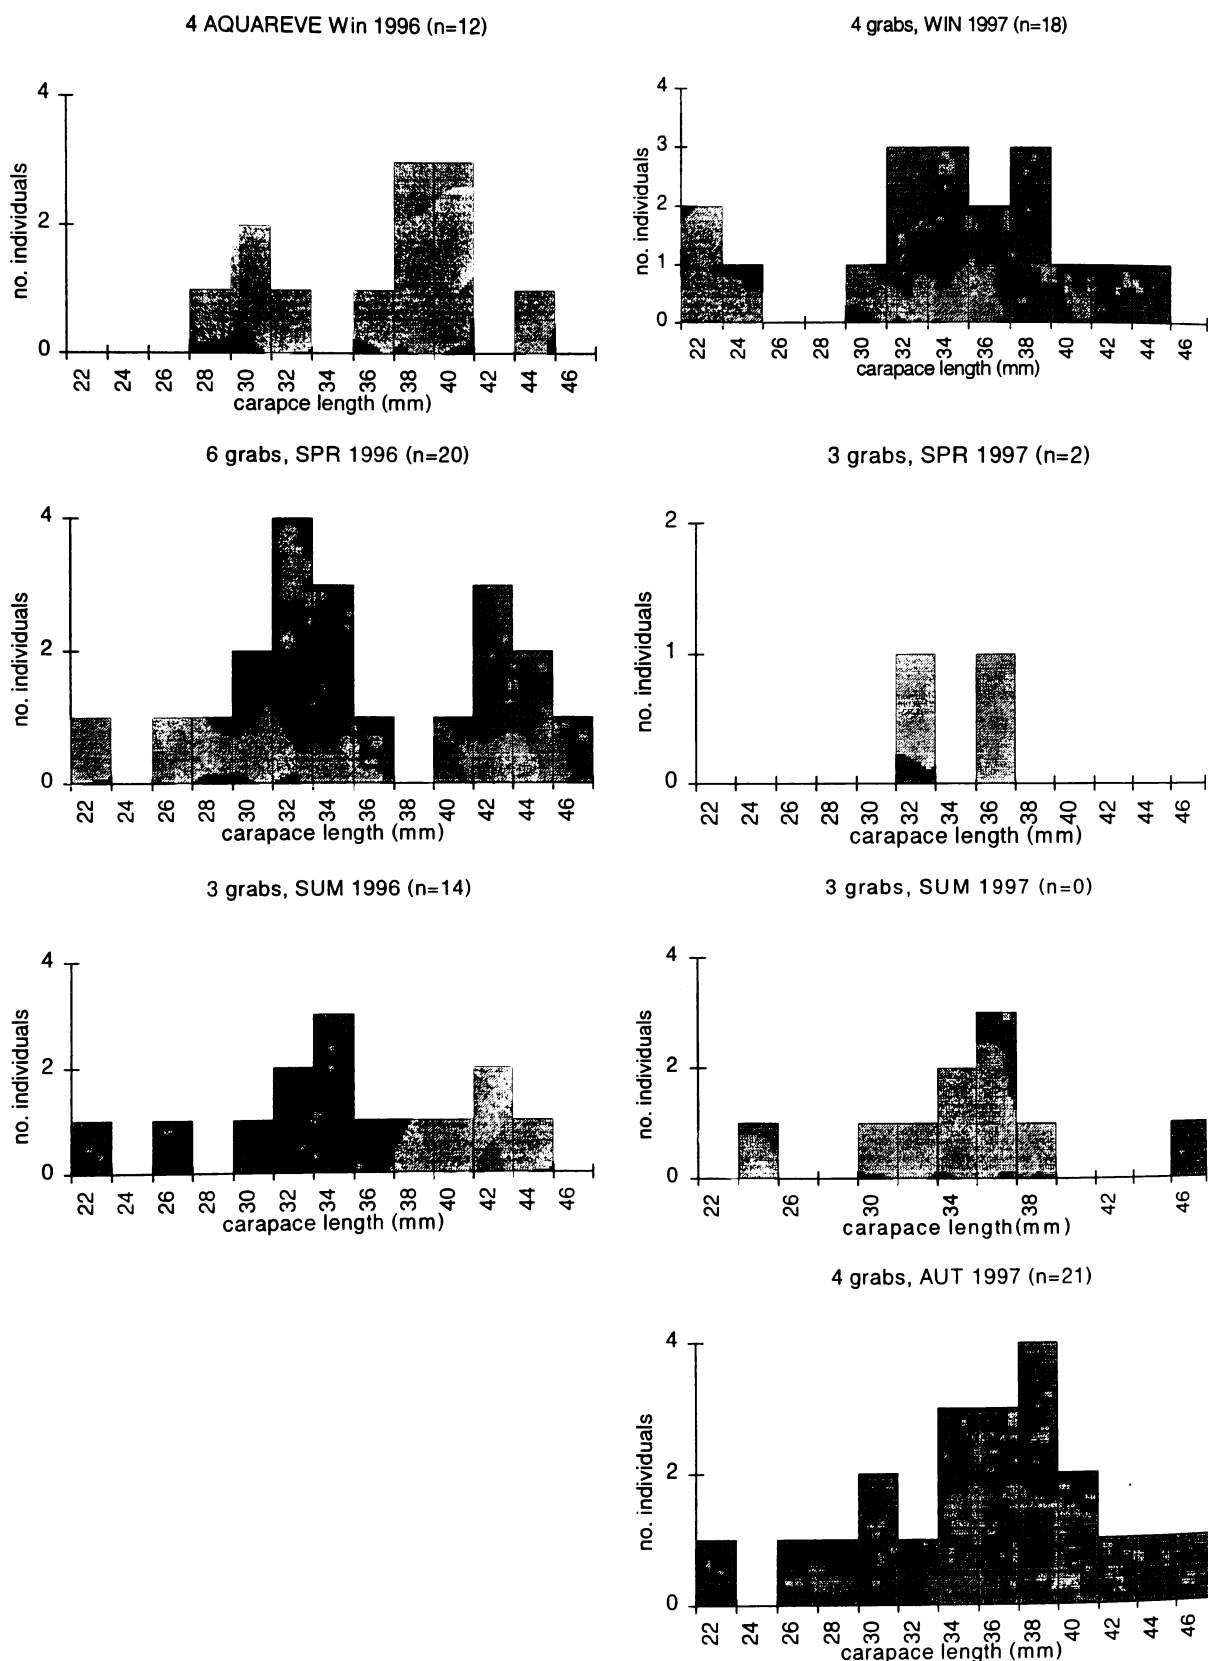 4 AQUAREVE Win 1996 (n=12)
no. individuals
4
2
0
22 24 26 28 30 32 34 36 38 40 42 44 46
carapce length (mm)
4 grabs, WIN 1997 (n=18)
no. individuals
4
3
2
1
0
22 24 26 28 30 32 34 36 38 40 42 44 46
carapace length (mm)
6 grabs, SPR 1996 (n=20)
no. individuals
4
2
0
22 24 26 28 30 32 34 36 38 40 42 44 46
carapace length (mm)
3 grabs, SPR 1997 (n=2)
no. individuals
2
1
0
22 24 26 28 30 32 34 36 38 40 42 44 46
carapace length (mm)
3 grabs, SUM 1996 (n=14)
no. individuals
4
2
0
22 24 26 28 30 32 34 36 38 40 42 44 46
carapace length (mm)
3 grabs, SUM 1997 (n=0)
no. individuals
4
2
0
22 26 30 34 38 42 46
carapace length(mm)
4 grabs, AUT 1997 (n=21)
no. individuals
4
2
0
22 24 26 28 30 32 34 36 38 40 42 44 46
carapace length (mm)